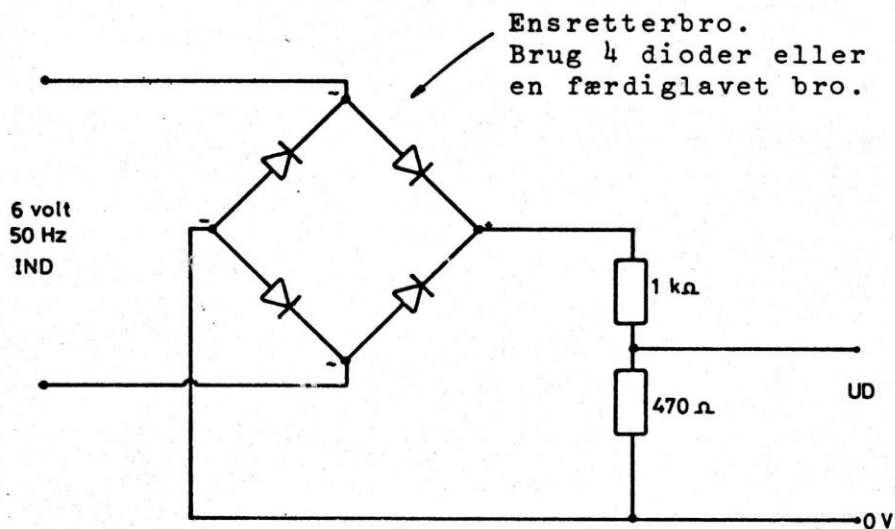 Ensretterbro.
Brug 4 dioder eller
en færdiglavet bro.
~
6 volt
50 Hz
IND
-
+
1 kΩ
~
470 Ω
UD
0 V